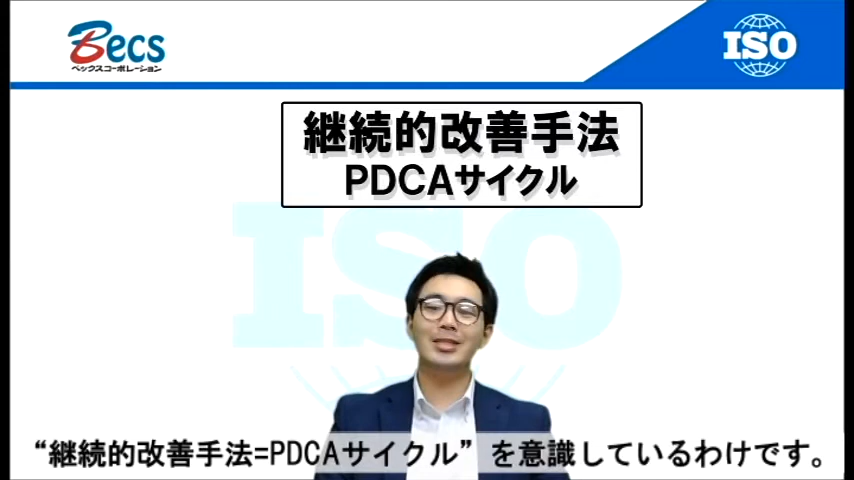 Becs
ベックスコーポレーション
ISO
継続的改善手法
PDCAサイクル
ISO
“継続的改善手法=PDCAサイクル”を意識しているわけです。